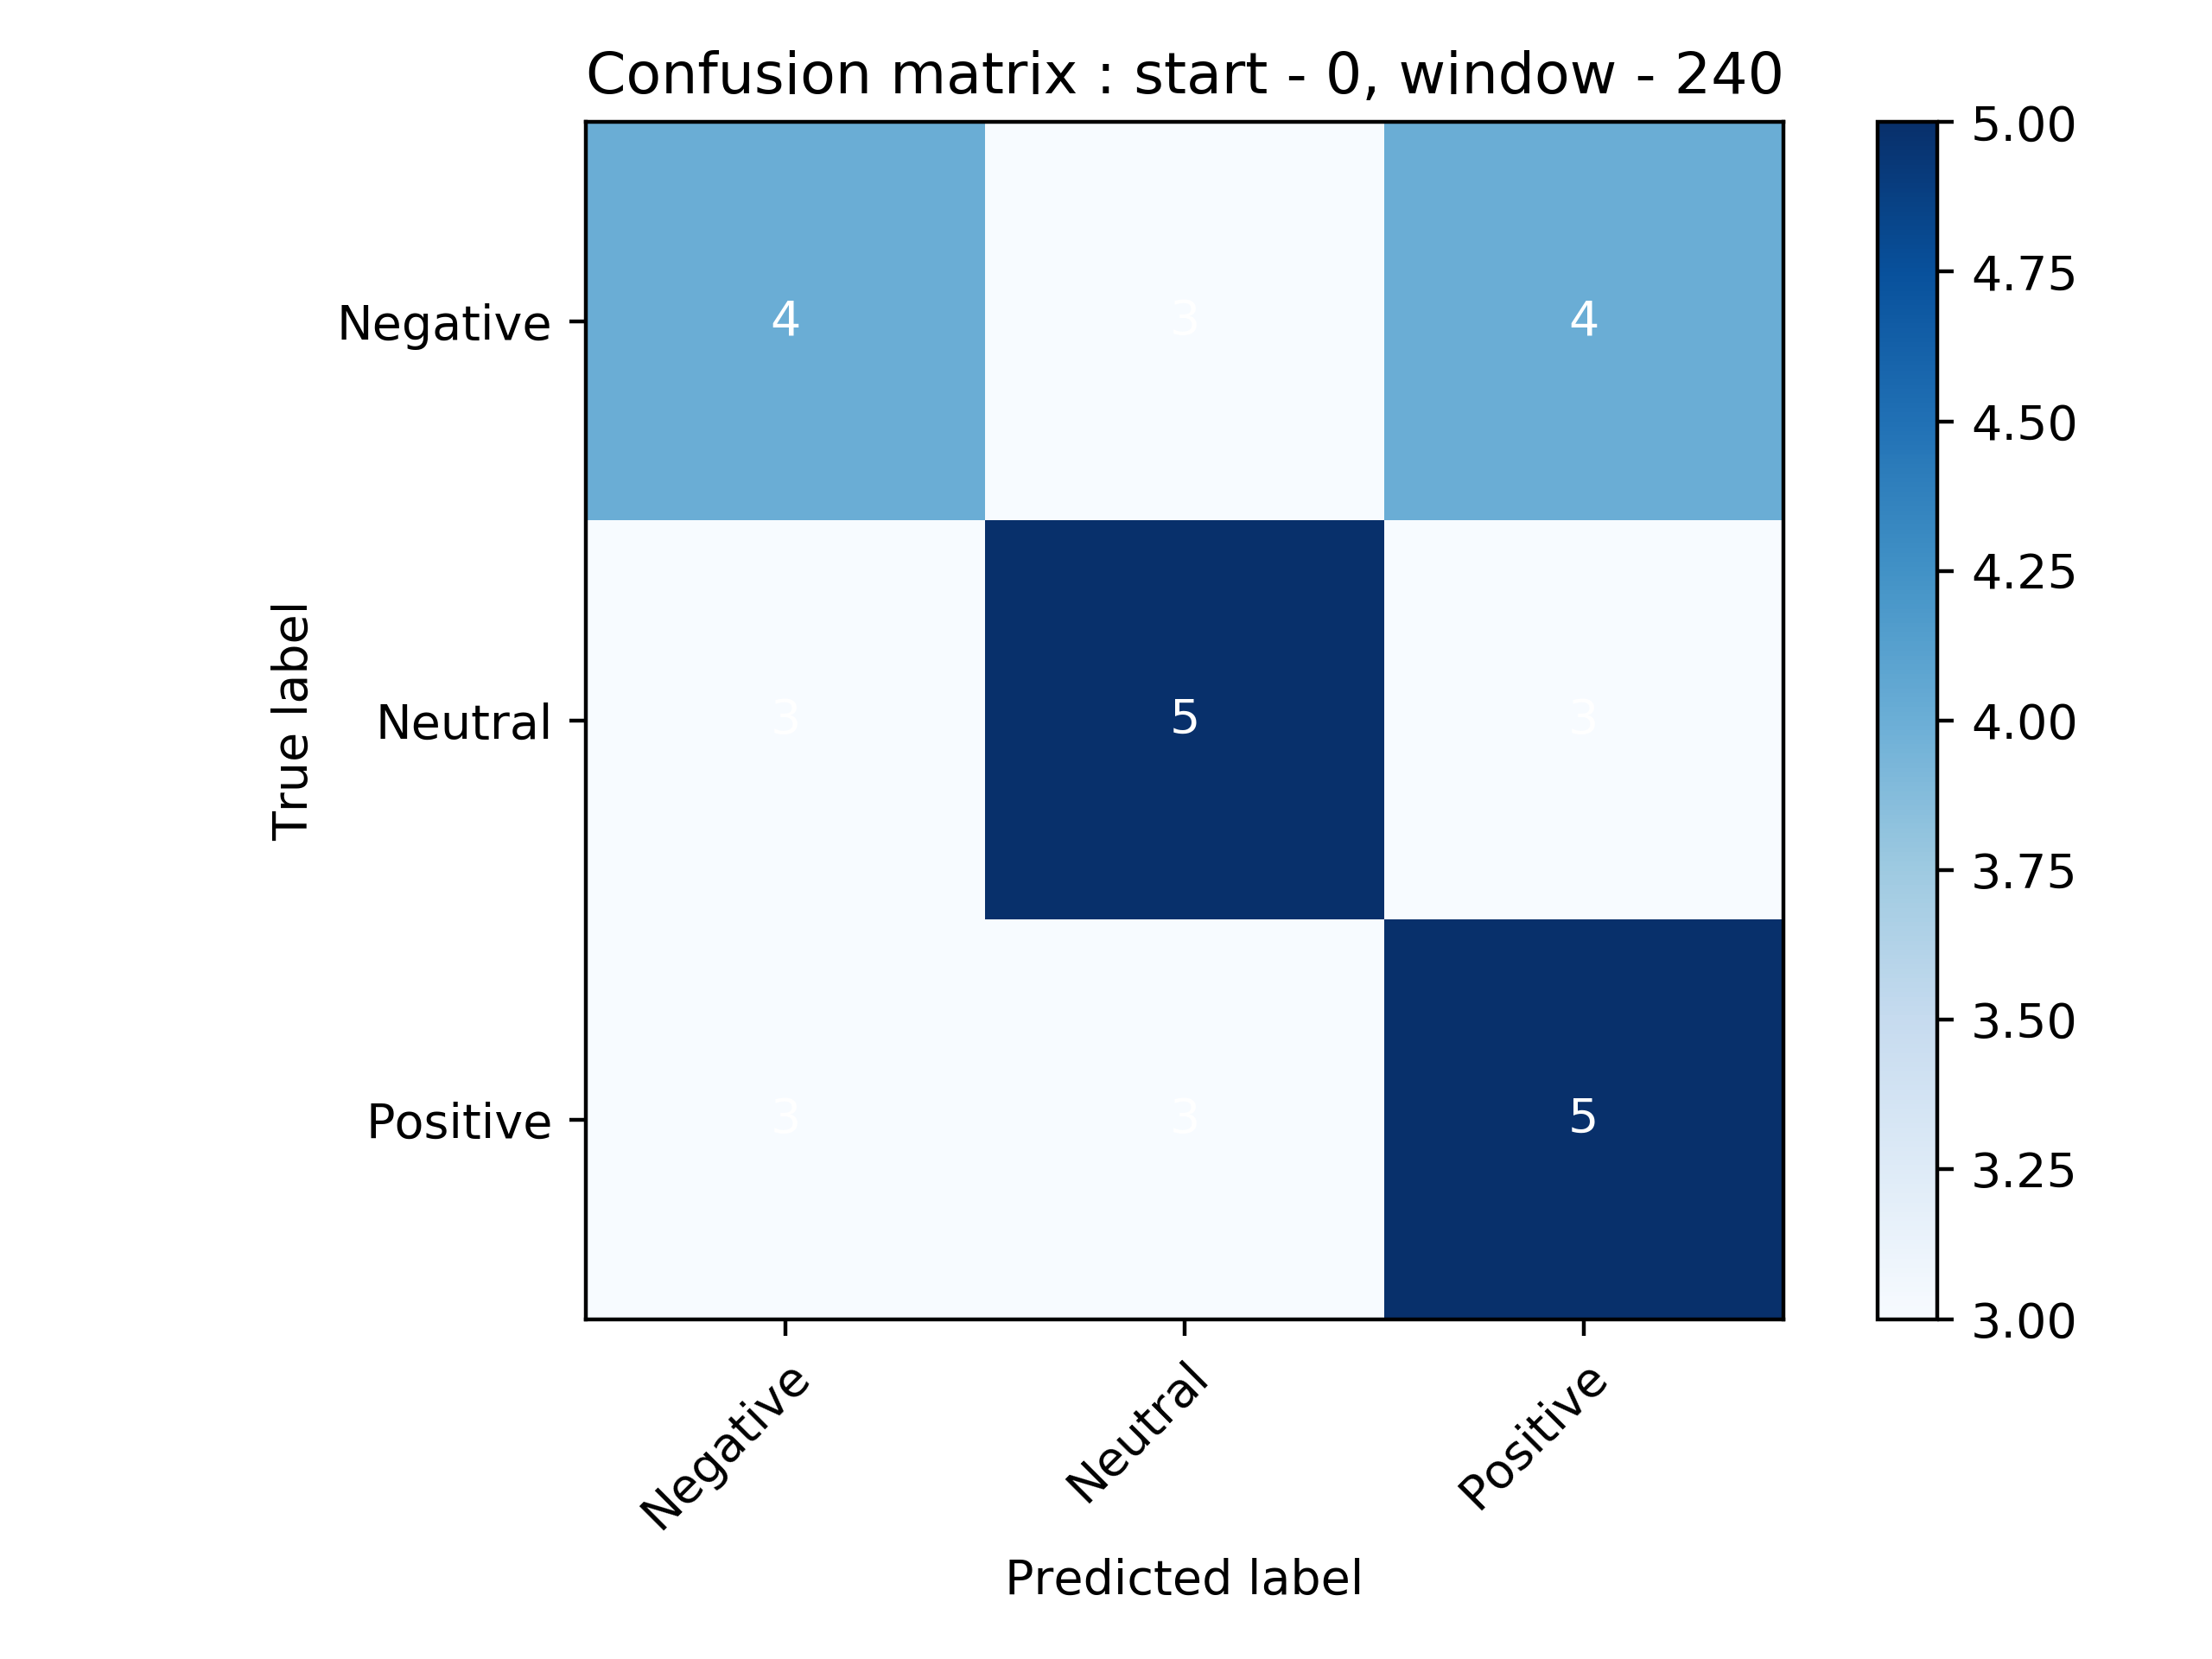 Confusion matrix : start - 0, window - 240
5.00
4.75
4.50
4.25
4.00
3.75
3.50
3.25
3.00
True label
Negative
4 3 4
Neutral
3 5 3
Positive
3 3 5
Negative
Neutral
Positive
Predicted label